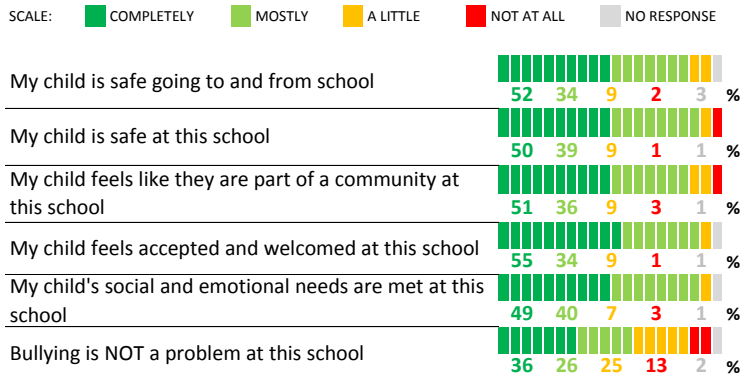 SCALE: COMPLETELY MOSTLY A LITTLE NOT AT ALL NO RESPONSE
My child is safe going to and from school
52 34 9 2 3 %
My child is safe at this school
50 39 9 1 1 %
My child feels like they are part of a community at
this school
51 36 9 3 1 %
My child feels accepted and welcomed at this school
55 34 9 1 1 %
My child's social and emotional needs are met at this
school
49 40 7 3 1 %
Bullying is NOT a problem at this school
36 26 25 13 2 %